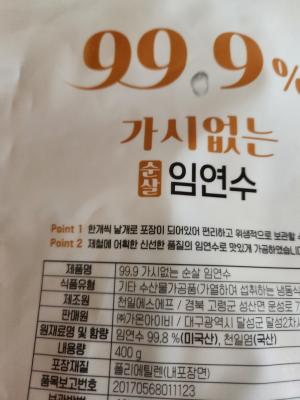 99.9%
가시없는
순살 임연수
Point 1 한개씩 낱개로 포장이 되어있어 편리하고 위생적으로 보관할
Point 2 제철에 어획한 신선한 품질의 임연수로 맛있게 가공하였습니다
제품명 99.9 가시없는 순살 임연수
식품유형 기타 수산물가공품(가열하여 섭취하는 냉동식
제조원 천일에스에프 / 경북 고령군 성산면 문성로
판매원 ㈜가온아이비 / 대구광역시 달성군 달성2차
원재료명 및 함량 임연수 99.8 %(미국산), 천일염(국산)
내용량 400 g
포장재질 폴리에틸렌(내포장면)
품목보고번호 20170568011123